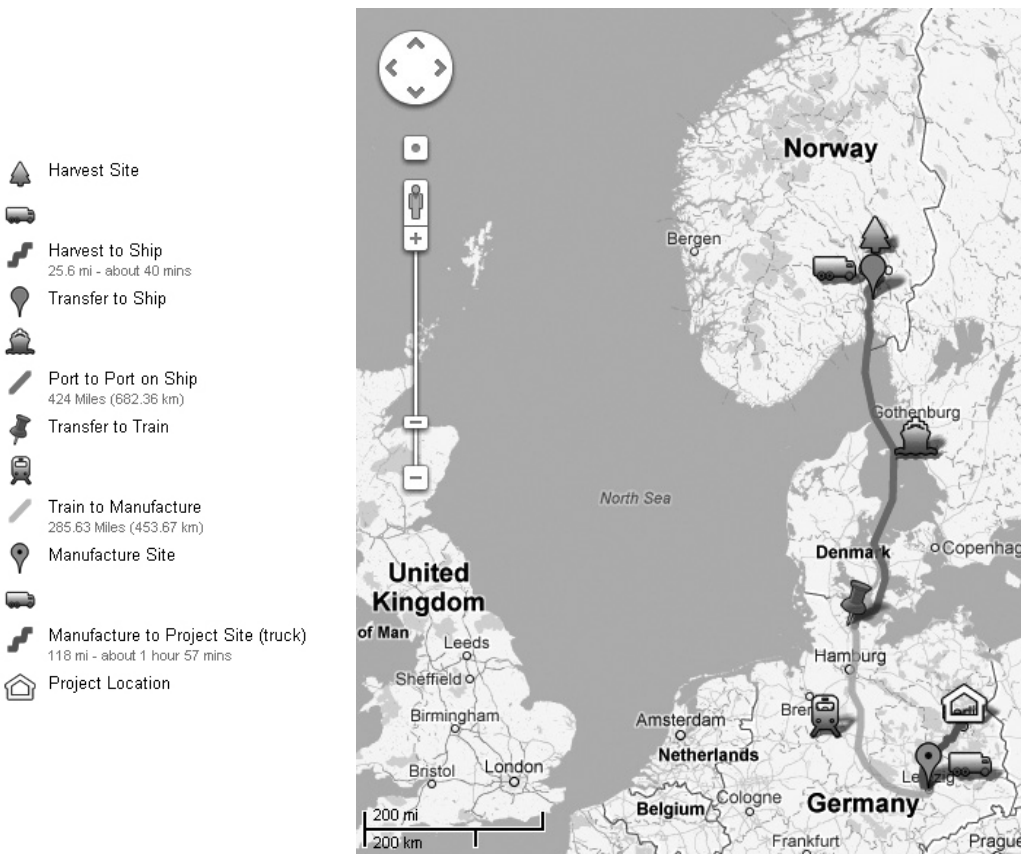 Harvest Site
Harvest to Ship
25.6 mi - about 40 mins
Transfer to Ship
Port to Port on Ship
424 Miles (682.36 km)
Transfer to Train
Train to Manufacture
285.63 Miles (453.67 km)
Manufacture Site
Manufacture to Project Site (truck)
118 mi - about 1 hour 57 mins
Project Location
Norway
Bergen
Gothenburg
North Sea
Denmark
Copenhag
United
Kingdom
of Man
Leeds
Sheffield
Hamburg
Bre
Birmingham
Amsterdam
Netherlands
Bristol
London
Belgium
Cologne
Germany
200 mi
200 km
Frankfurt
Prague